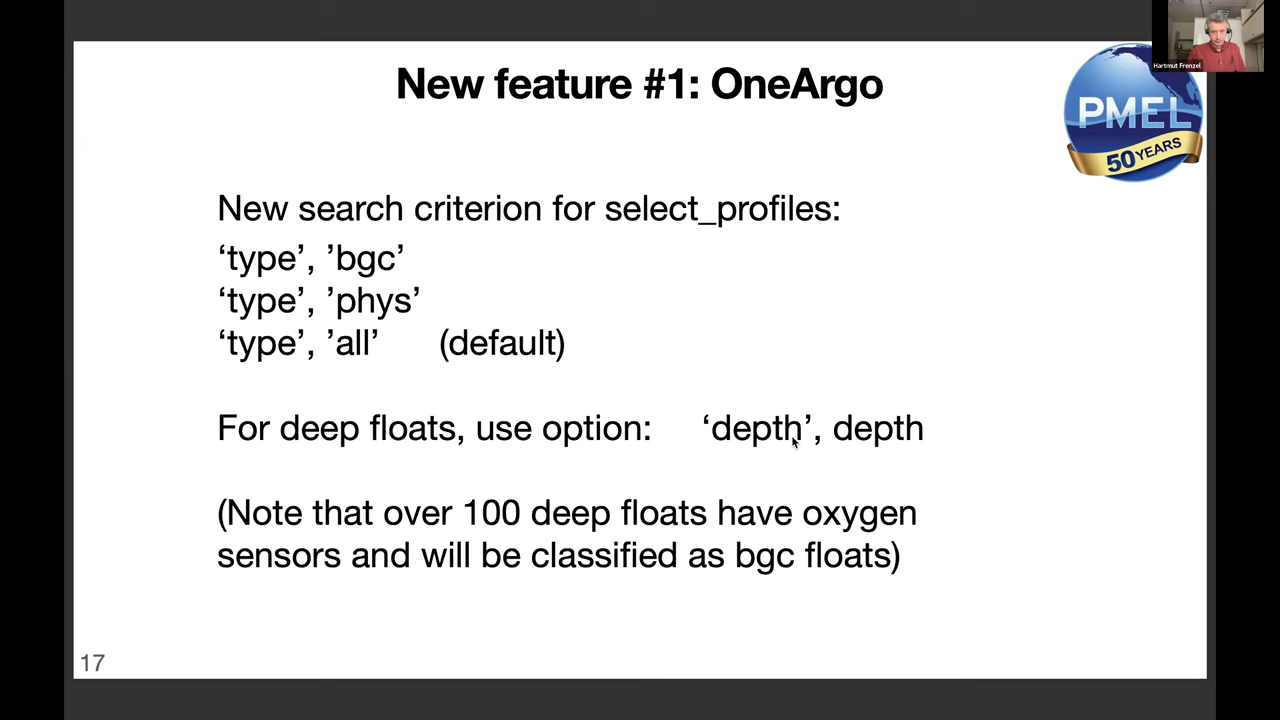 Hartmut Frenzel
New feature #1: OneArgo
PMEL
50 YEARS
New search criterion for select_profiles:
‘type’, ’bgc’
‘type’, ’phys’
‘type’, ’all’ (default)
For deep floats, use option: ‘depth’, depth
(Note that over 100 deep floats have oxygen
sensors and will be classified as bgc floats)
17